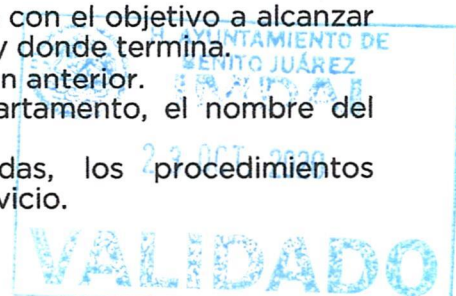 con el objetivo a alcanzar
y donde termina.
H. AYUNTAMIENTO DE
BENITO JUÁREZ
n anterior.
artamento, el nombre del
das, los procedimientos
OCT
vicio.
VALIDADO